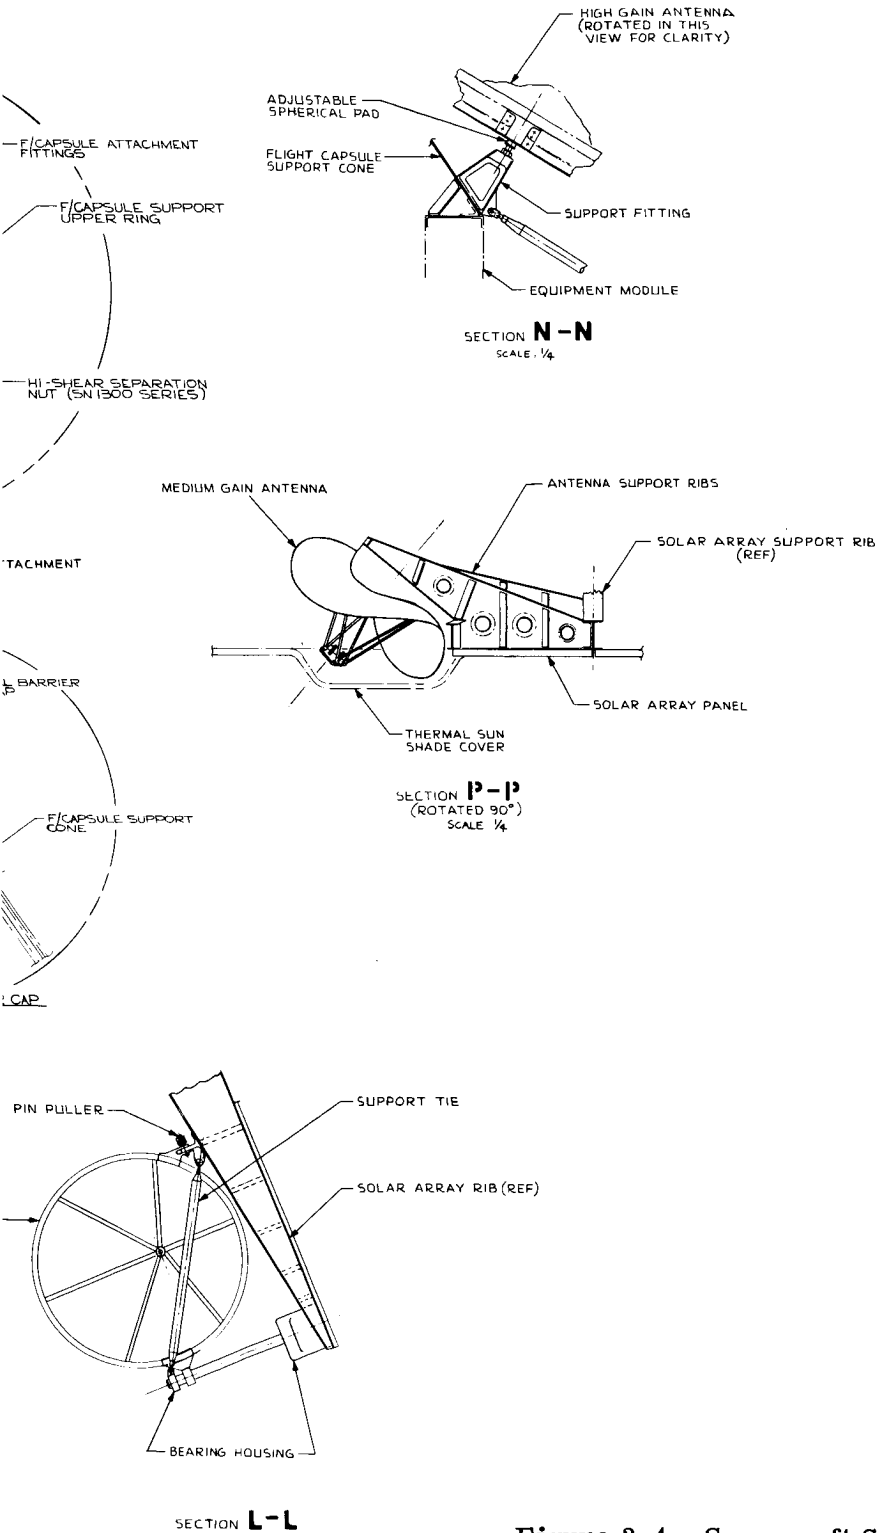 HIGH GAIN ANTENNA
(ROTATED IN THIS
VIEW FOR CLARITY)
ADJUSTABLE
SPHERICAL PAD
FLIGHT CAPSULE
SUPPORT CONE
SUPPORT FITTING
EQUIPMENT MODULE
SECTION N-N
SCALE, 1/4
F/CAPSULE ATTACHMENT
FITTINGS
F/CAPSULE SUPPORT
UPPER RING
HI-SHEAR SEPARATION
NUT (SN 1300 SERIES)
MEDIUM GAIN ANTENNA
ANTENNA SUPPORT RIBS
SOLAR ARRAY SUPPORT RIB
(REF)
TACHMENT
BARRIER
SOLAR ARRAY PANEL
THERMAL SUN
SHADE COVER
SECTION P-P
(ROTATED 90°)
SCALE 1/4
F/CAPSULE SUPPORT
CONE
CAP
PIN PULLER
SUPPORT TIE
SOLAR ARRAY RIB (REF)
BEARING HOUSING
SECTION L-L